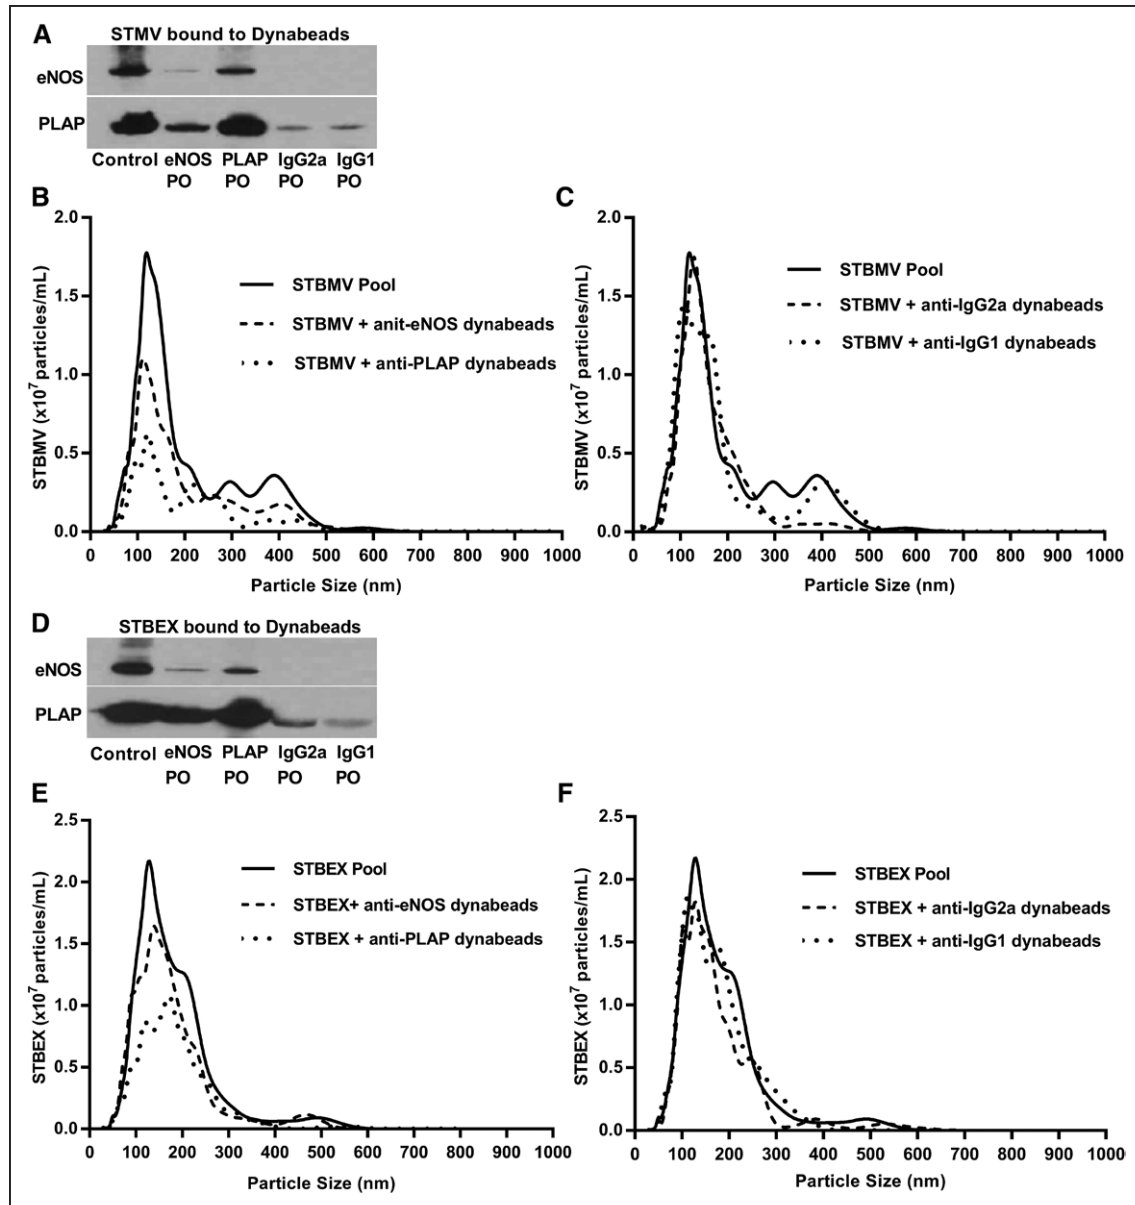 A
STMV bound to Dynabeads
eNOS
PLAP
Control eNOS PLAP IgG2a IgG1
PO PO PO PO
B
2.0
1.5
1.0
0.5
0.0
STBMV (x10⁷ particles/mL)
STBMV Pool
STBMV + anit-eNOS dynabeads
STBMV + anti-PLAP dynabeads
0 100 200 300 400 500 600 700 800 900 1000
Particle Size (nm)
C
2.0
1.5
1.0
0.5
0.0
STBMV (x10⁷ particles/mL)
STBMV Pool
STBMV + anti-IgG2a dynabeads
STBMV + anti-IgG1 dynabeads
0 100 200 300 400 500 600 700 800 900 1000
Particle Size (nm)
D
STBEX bound to Dynabeads
eNOS
PLAP
Control eNOS PLAP IgG2a IgG1
PO PO PO PO
E
2.5
2.0
1.5
1.0
0.5
0.0
STBEX (x10⁷ particles/mL)
STBEX Pool
STBEX+ anti-eNOS dynabeads
STBEX + anti-PLAP dynabeads
0 100 200 300 400 500 600 700 800 900 1000
Particle Size (nm)
F
2.5
2.0
1.5
1.0
0.5
0.0
STBEX (x10⁷ particles/mL)
STBEX Pool
STBEX + anti-IgG2a dynabeads
STBEX + anti-IgG1 dynabeads
0 100 200 300 400 500 600 700 800 900 1000
Particle Size (nm)